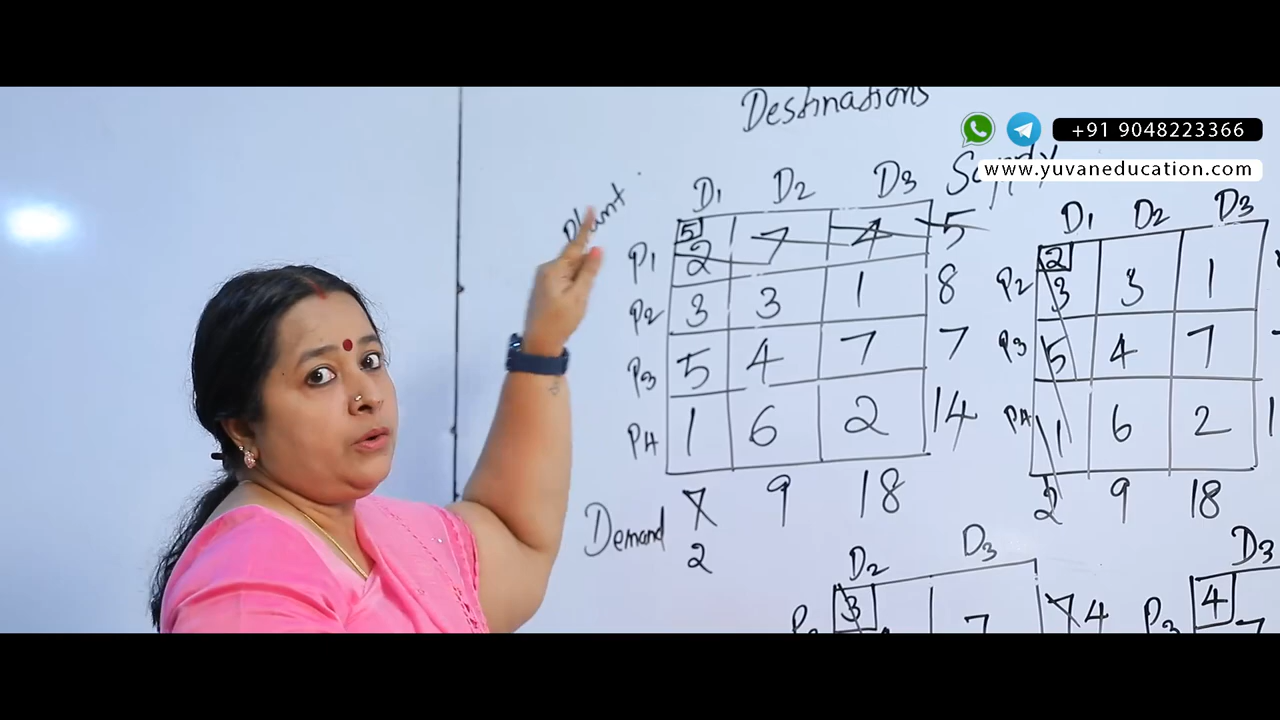 Destinations
+91 9048223366
www.yuvaneducation.com
Supply
Plant
D1 D2 D3
P1 5 2 7 4 5
P2 3 3 1 8
P3 5 4 7 7
P4 1 6 2 14
Demand 7 9 18
2
D1 D2 D3
P2 2 3 3 1
P3 5 4 7
P4 1 6 2 1
2 9 18
D2 D3
3 7 7 4
D3
P3 4 7